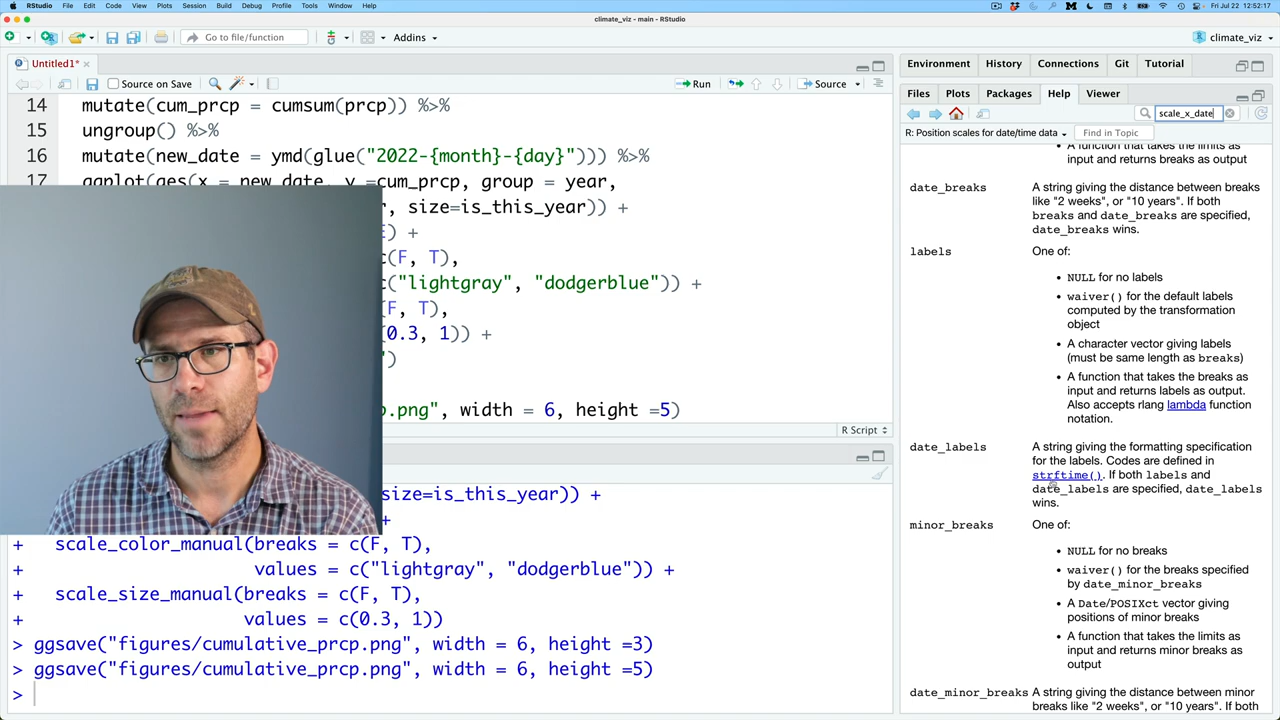 RStudio File Edit Code View Plots Session Build Debug Profile Tools Window Help
Fri Jul 22 12:52:17
climate_viz - main - RStudio
Go to file/function
Addins
climate_viz
Untitled1*
Source on Save
Run
Source
14 mutate(cum_prcp = cumsum(prcp)) %>%
15 ungroup() %>%
16 mutate(new_date = ymd(glue("2022-{month}-{day}"))) %>%
17 ggplot(aes(x = new_date, y =cum_prcp, group = year,
r, size=is_this_year)) +
) +
c(F, T),
c("lightgray", "dodgerblue")) +
F, T),
0.3, 1)) +
")
p.png", width = 6, height =5)
R Script
size=is_this_year)) +
+ +
+ scale_color_manual(breaks = c(F, T),
+ values = c("lightgray", "dodgerblue")) +
+ scale_size_manual(breaks = c(F, T),
+ values = c(0.3, 1))
> ggsave("figures/cumulative_prcp.png", width = 6, height =3)
> ggsave("figures/cumulative_prcp.png", width = 6, height =5)
>
Environment History Connections Git Tutorial
Files Plots Packages Help Viewer
scale_x_date
R: Position scales for date/time data
Find in Topic
• A function that takes the limits as
input and returns breaks as output
date_breaks A string giving the distance between breaks
like "2 weeks", or "10 years". If both
breaks and date_breaks are specified,
date_breaks wins.
labels One of:
• NULL for no labels
• waiver() for the default labels
computed by the transformation
object
• A character vector giving labels
(must be same length as breaks)
• A function that takes the breaks as
input and returns labels as output.
Also accepts rlang lambda function
notation.
date_labels A string giving the formatting specification
for the labels. Codes are defined in
strftime(). If both labels and
date_labels are specified, date_labels
wins.
minor_breaks One of:
• NULL for no breaks
• waiver() for the breaks specified
by date_minor_breaks
• A Date/POSIXct vector giving
positions of minor breaks
• A function that takes the limits as
input and returns minor breaks as
output
date_minor_breaks A string giving the distance between minor
breaks like "2 weeks", or "10 years". If both